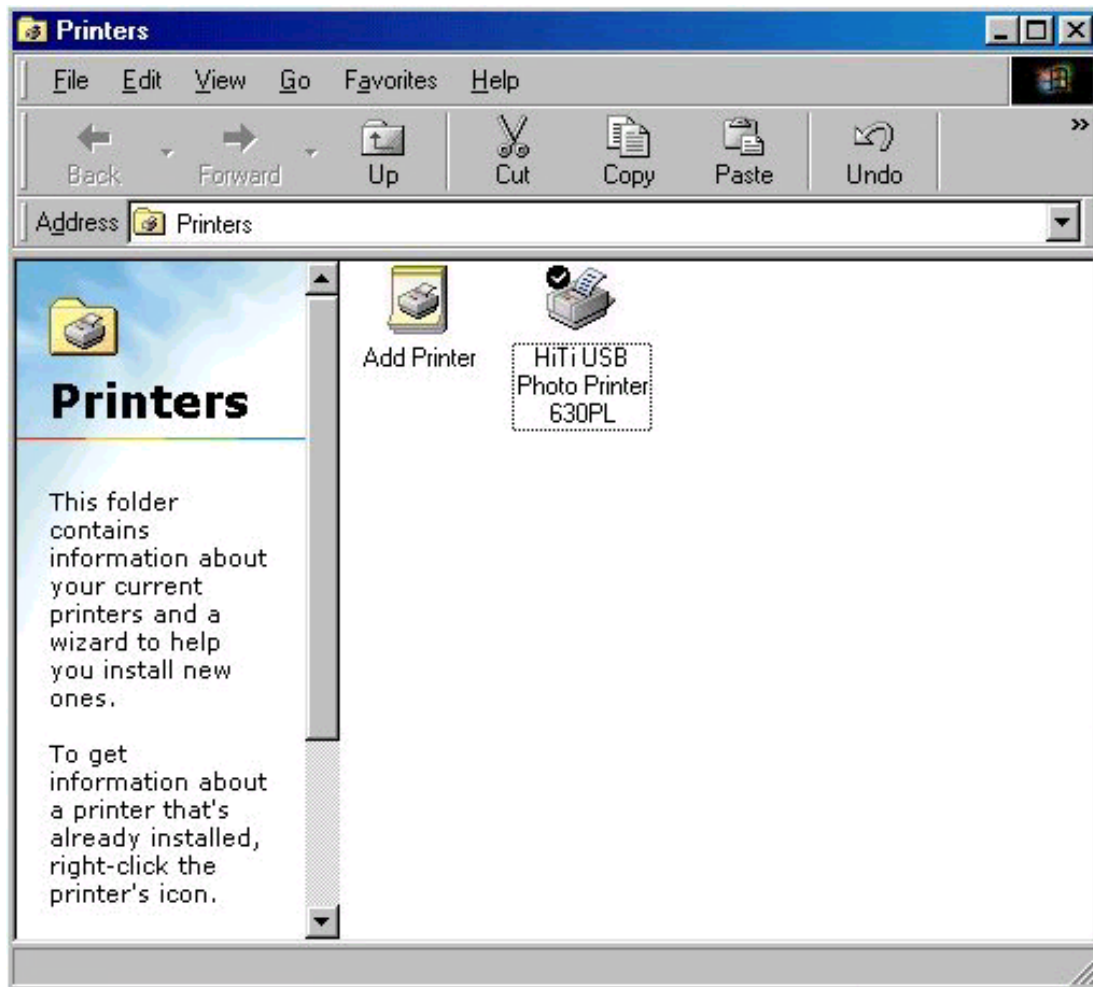 Printers
File Edit View Go Favorites Help
»
Back Forward Up Cut Copy Paste Undo
Address Printers
Printers
This folder
contains
information about
your current
printers and a
wizard to help
you install new
ones.
To get
information about
a printer that's
already installed,
right-click the
printer's icon.
Add Printer
HiTi USB
Photo Printer
630PL